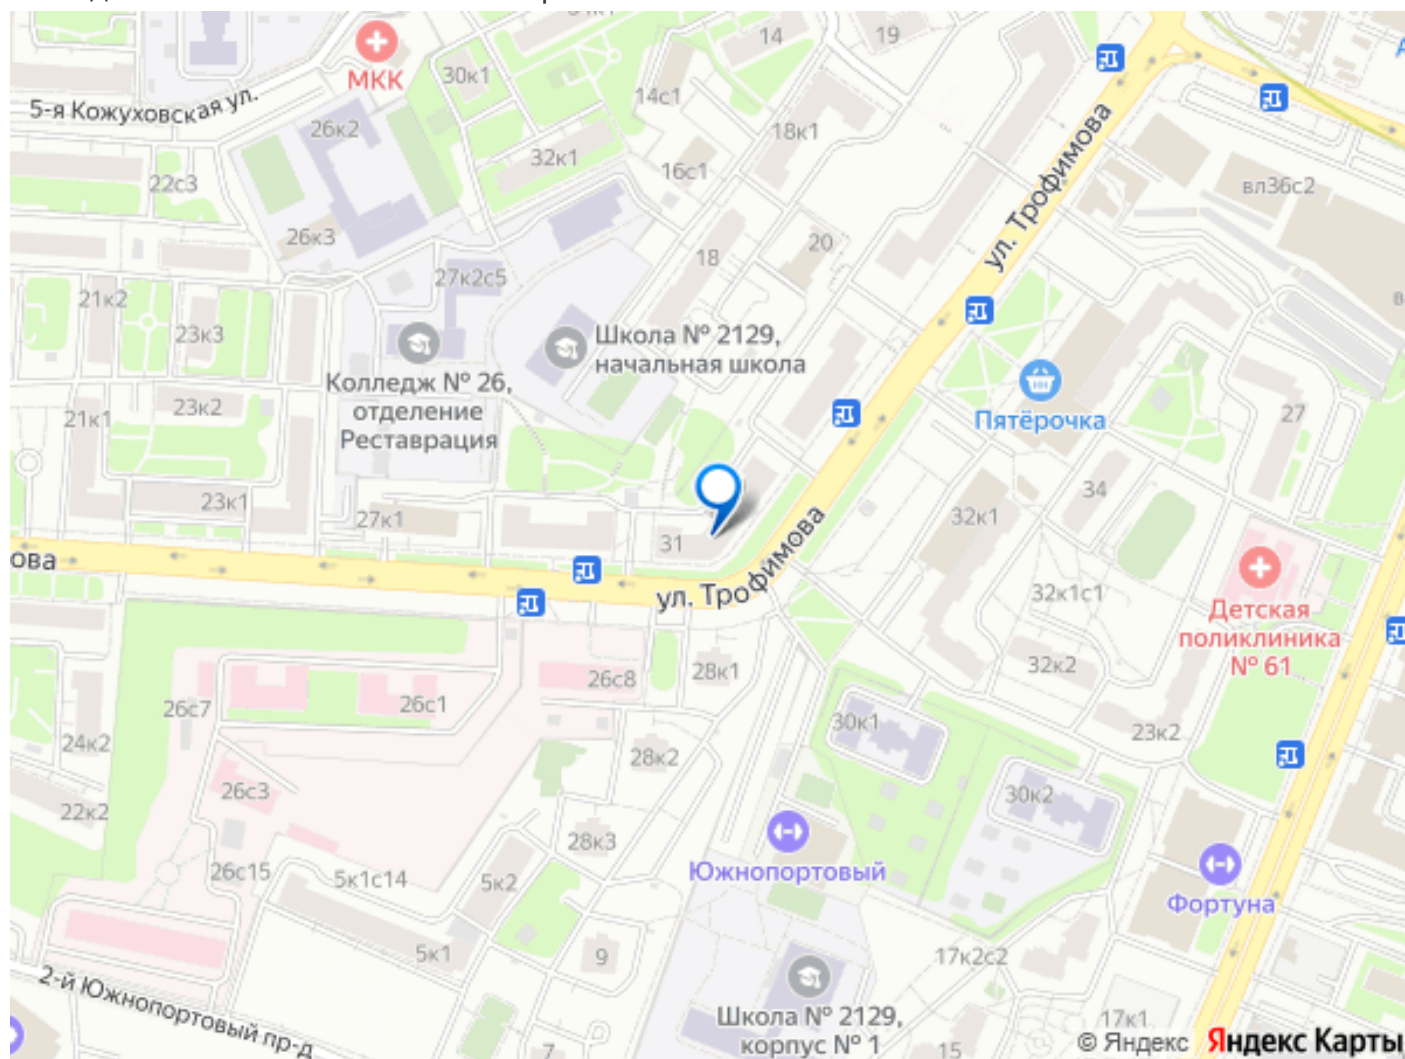 14
19
МКК
30к1
5-я Кожуховская ул.
14с1
26к2
18к1
32к1
16с1
22с3
вл36с2
ул. Трофимова
26к3
20
18
27к2с5
21к2
23к3
Школа № 2129,
начальная школа
Колледж № 26,
отделение
Реставрация
23к2
21к1
Пятёрочка
27
34
23к1
27к1
32к1
31
ова
ул. Трофимова
32к1с1
Детская
поликлиника
№ 61
32к2
28к1
26с8
26с7
26с1
30к1
23к2
24к2
28к2
26с3
30к2
22к2
28к3
Южнопортовый
26с15
5к1с14
5к2
Фортуна
5к1
9
17к2с2
2-й Южнопортовый пр-д
Школа № 2129,
корпус № 1
17к1
7
15
© Яндекс Яндекс Карты